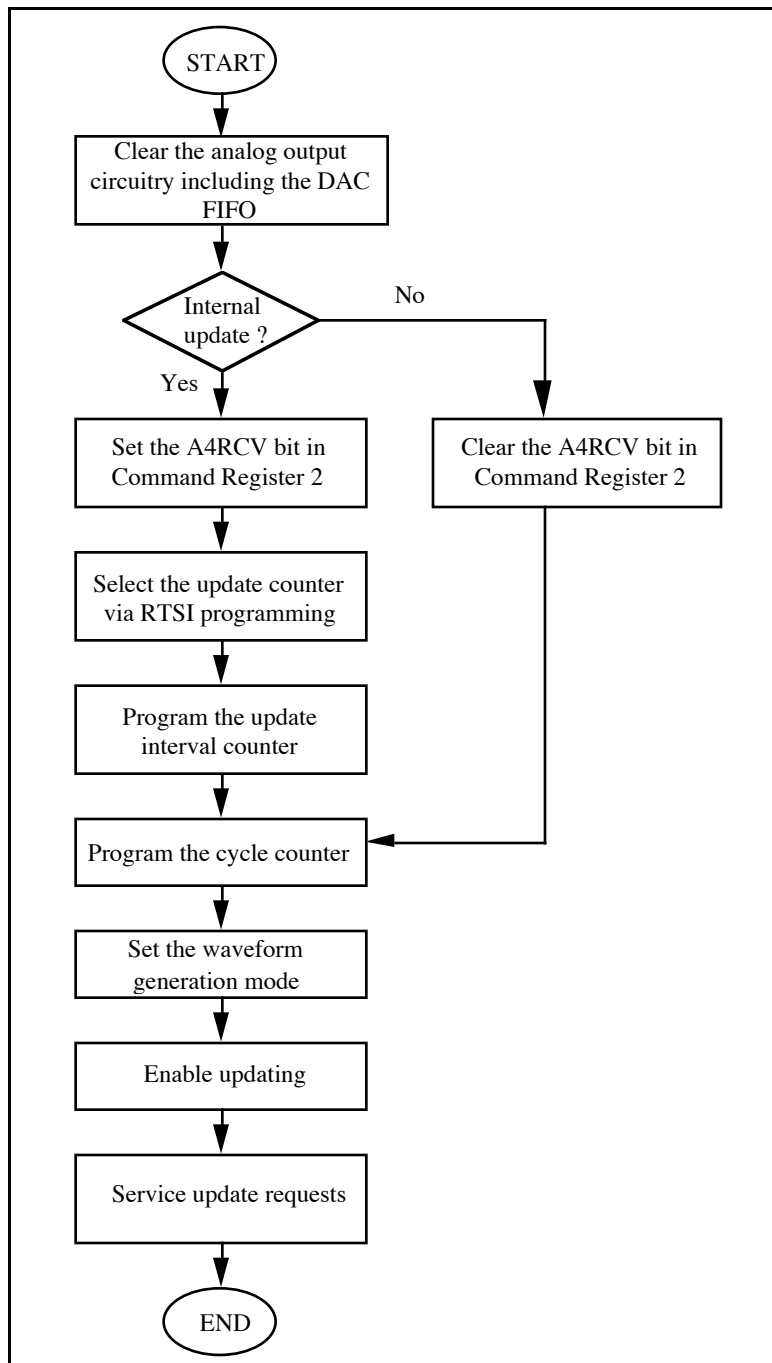 START
Clear the analog output
circuitry including the DAC
FIFO
Internal
update ?
No
Yes
Set the A4RCV bit in
Command Register 2
Clear the A4RCV bit in
Command Register 2
Select the update counter
via RTSI programming
Program the update
interval counter
Program the cycle counter
Set the waveform
generation mode
Enable updating
Service update requests
END